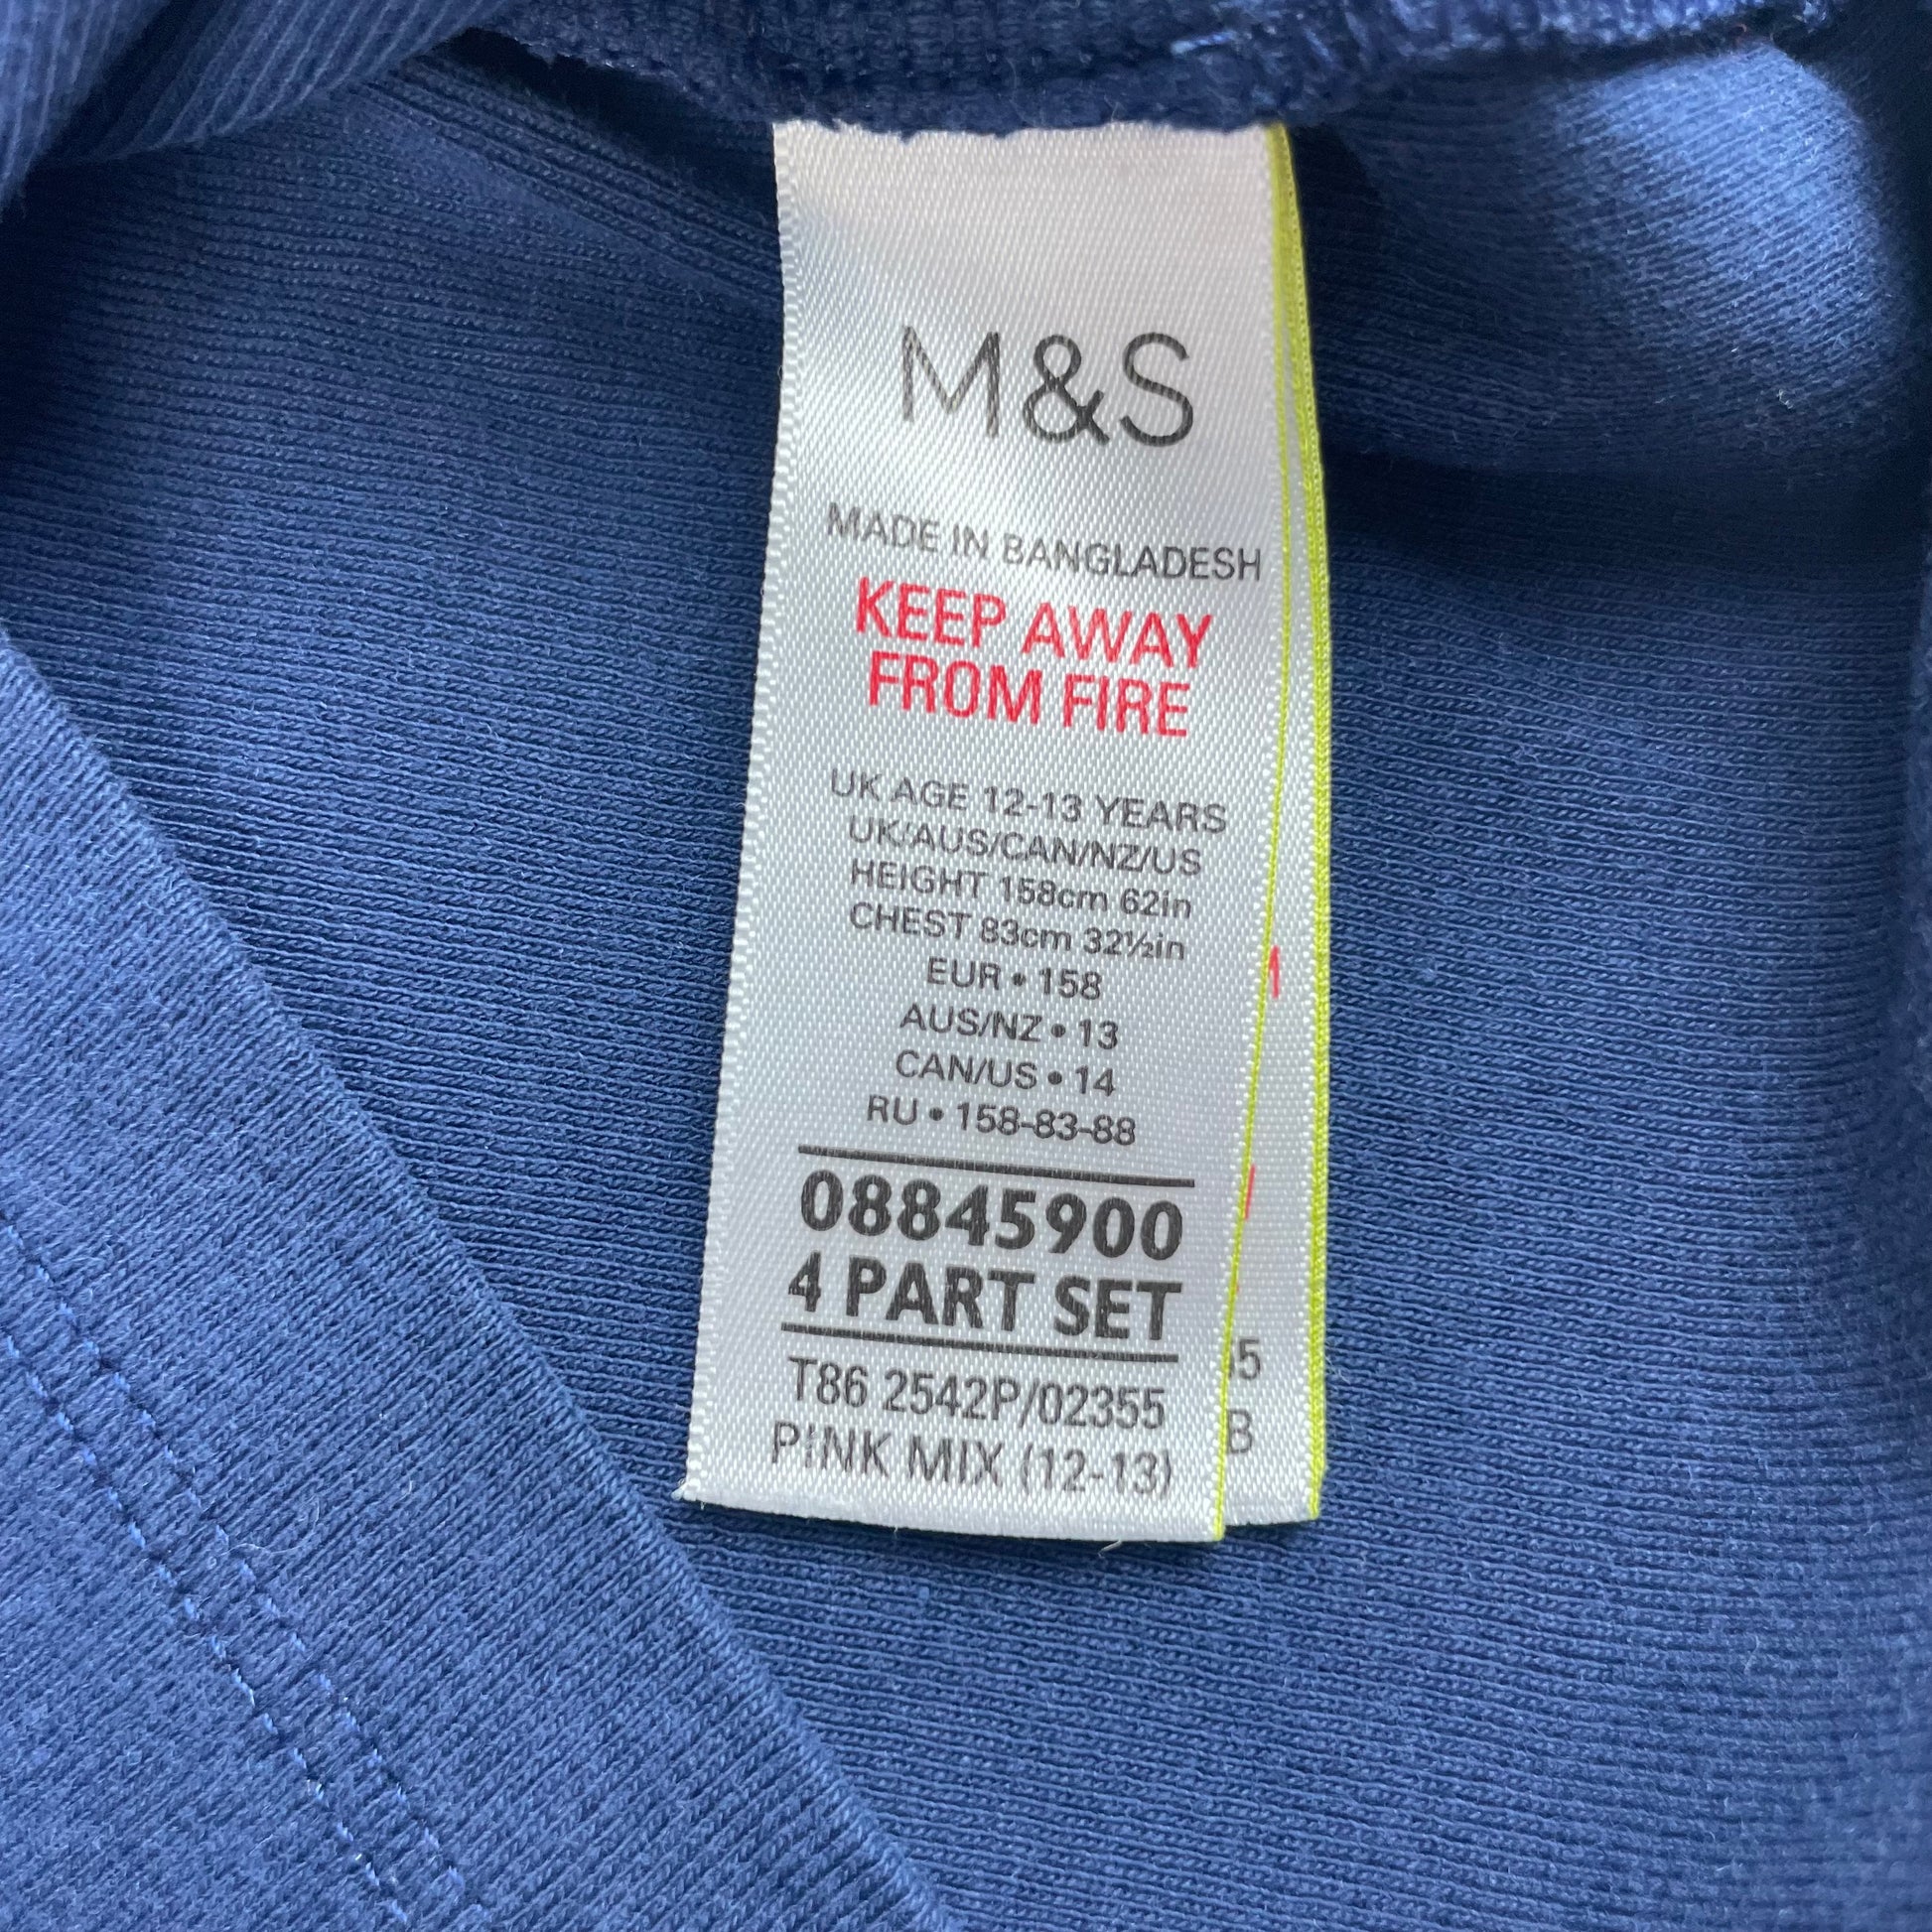 M&S
MADE IN BANGLADESH
KEEP AWAY
FROM FIRE
UK AGE 12-13 YEARS
UK/AUS/CAN/NZ/US
HEIGHT 158cm 62in
CHEST 83cm 32½in
EUR • 158
AUS/NZ • 13
CAN/US • 14
RU • 158-83-88
08845900
4 PART SET
T86 2542P/02355
PINK MIX (12-13)